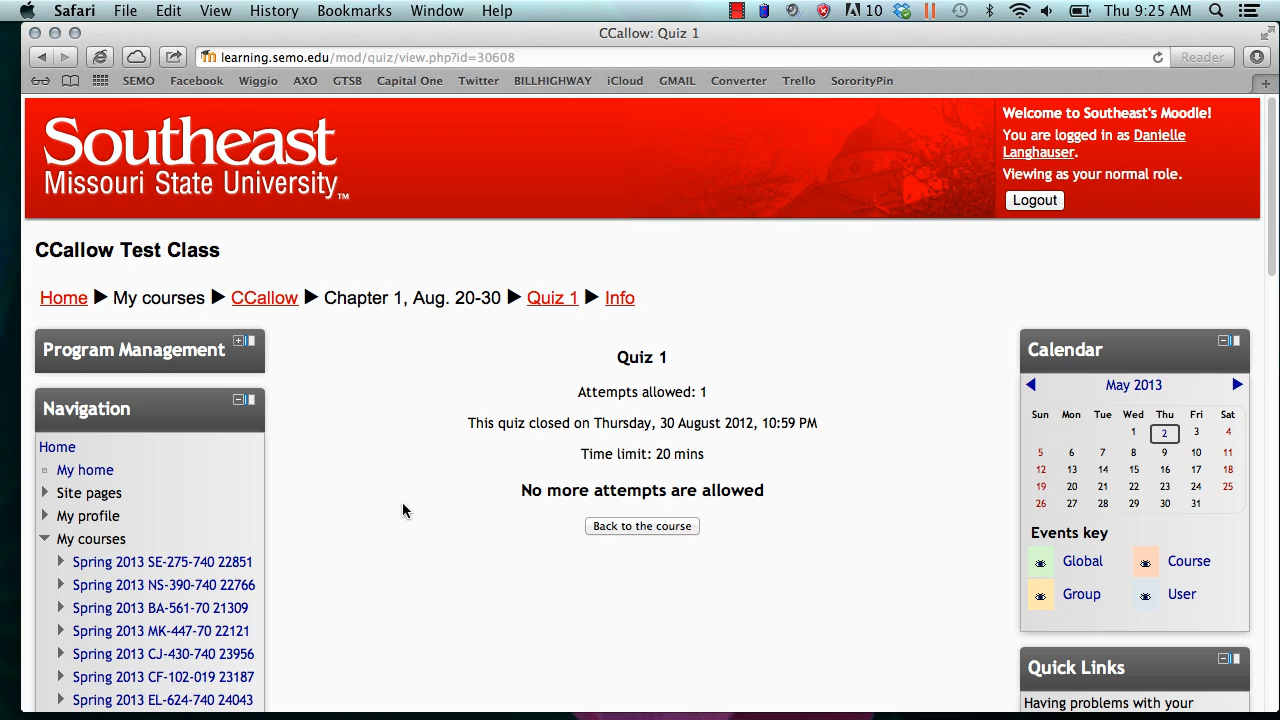 Safari File Edit View History Bookmarks Window Help 10 Thu 9:25 AM
CCallow: Quiz 1
learning.semo.edu/mod/quiz/view.php?id=30608 Reader
SEMO Facebook Wiggio AXO GTSB Capital One Twitter BILLHIGHWAY iCloud GMAIL Converter Trello SororityPin
Southeast
Missouri State University™
Welcome to Southeast's Moodle!
You are logged in as Danielle
Langhauser.
Viewing as your normal role.
Logout
CCallow Test Class
Home ▶ My courses ▶ CCallow ▶ Chapter 1, Aug. 20-30 ▶ Quiz 1 ▶ Info
Program Management
Navigation
Home
My home
Site pages
My profile
My courses
Spring 2013 SE-275-740 22851
Spring 2013 NS-390-740 22766
Spring 2013 BA-561-70 21309
Spring 2013 MK-447-70 22121
Spring 2013 CJ-430-740 23956
Spring 2013 CF-102-019 23187
Spring 2013 EL-624-740 24043
Quiz 1
Attempts allowed: 1
This quiz closed on Thursday, 30 August 2012, 10:59 PM
Time limit: 20 mins
No more attempts are allowed
Back to the course
Calendar
May 2013
Sun Mon Tue Wed Thu Fri Sat
1 2 3 4
5 6 7 8 9 10 11
12 13 14 15 16 17 18
19 20 21 22 23 24 25
26 27 28 29 30 31
Events key
Global Course
Group User
Quick Links
Having problems with your